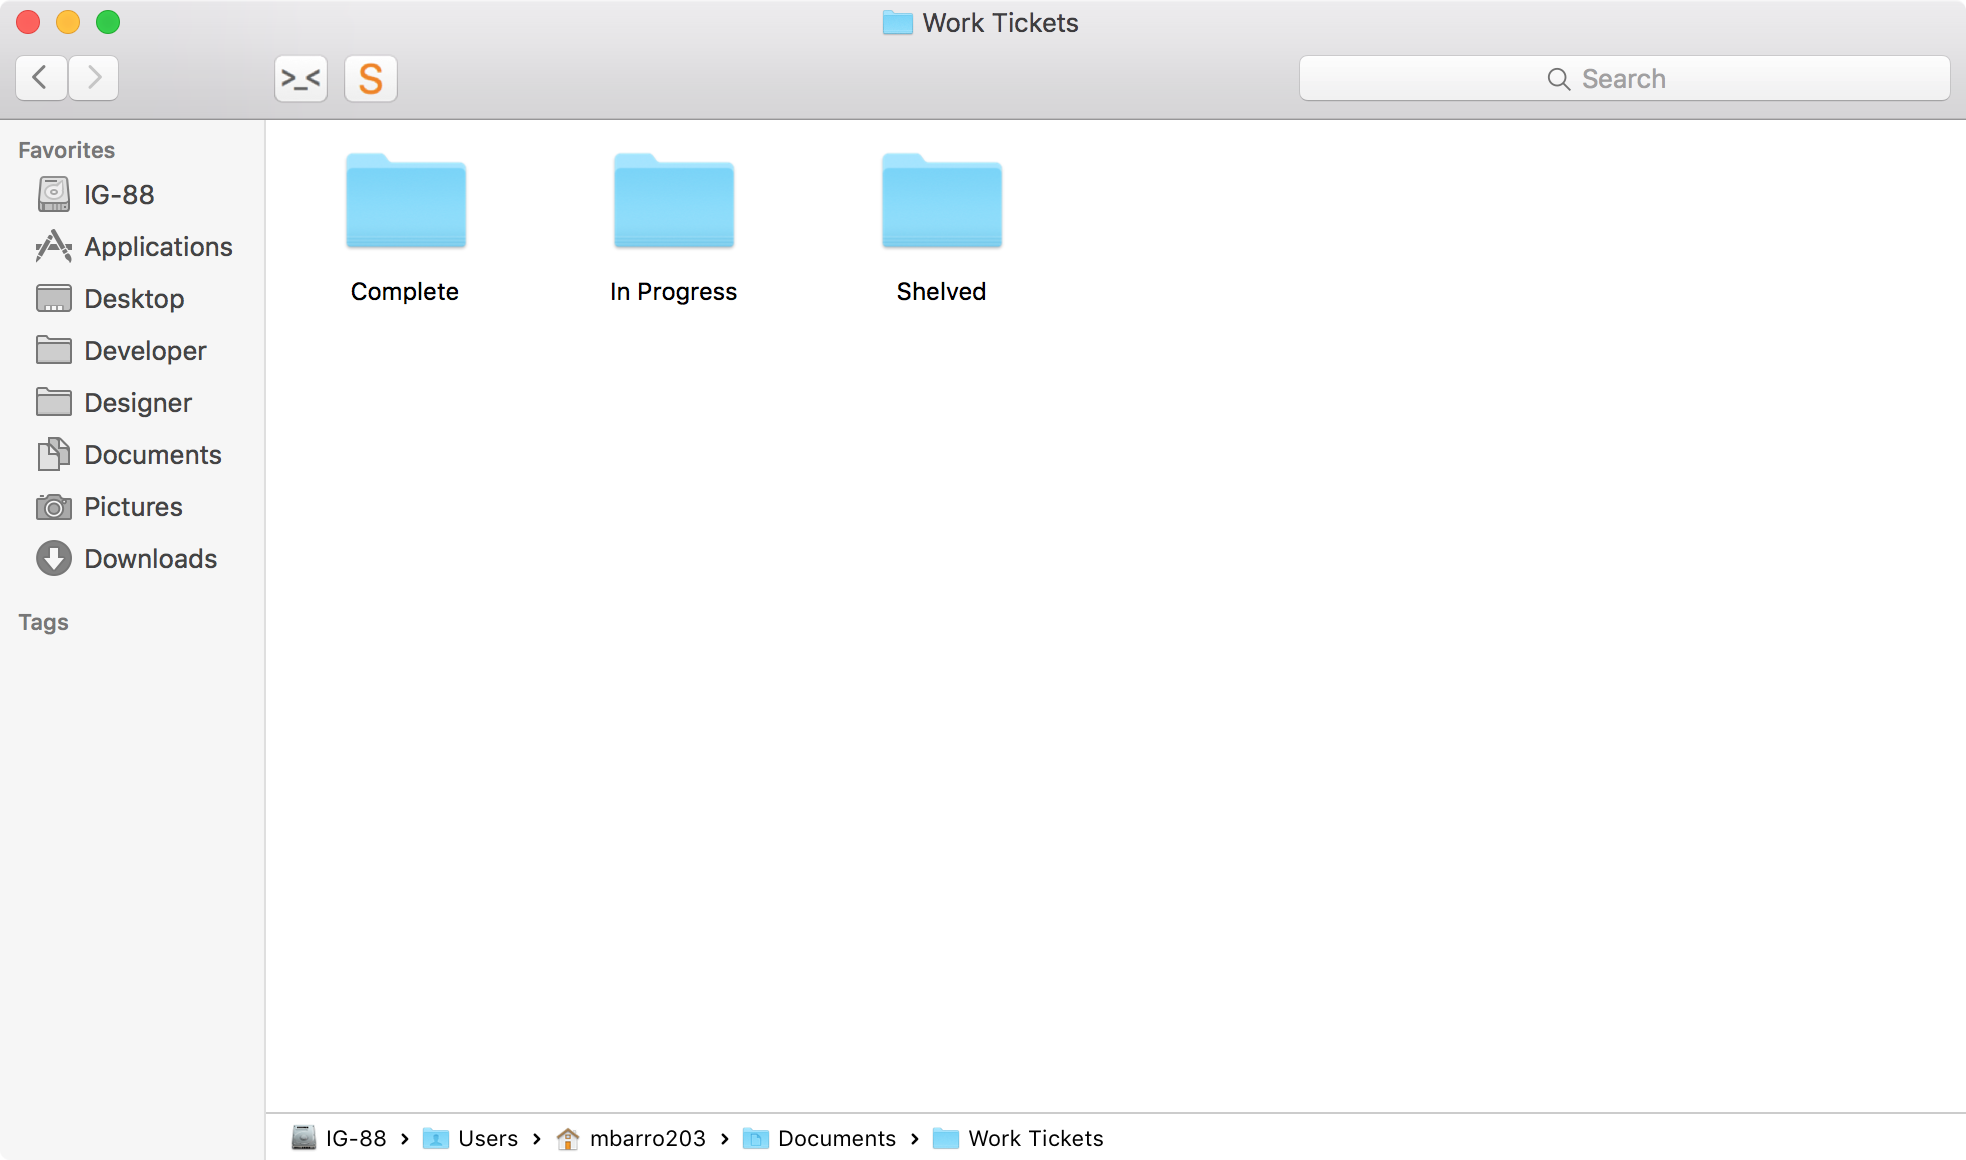 Work Tickets
>_< S Search
Favorites
IG-88
Applications
Desktop
Developer
Designer
Documents
Pictures
Downloads
Tags
Complete In Progress Shelved
IG-88 › Users › mbarro203 › Documents › Work Tickets